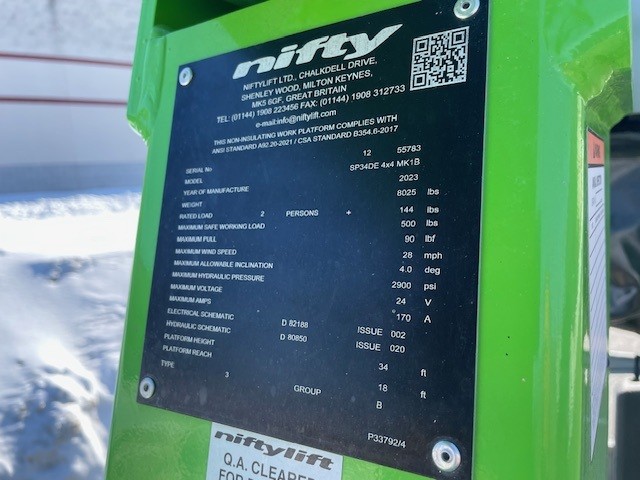 nifty
NIFTYLIFT LTD., CHALKDELL DRIVE,
SHENLEY WOOD, MILTON KEYNES,
MK5 6GF, GREAT BRITAIN
TEL: (01144) 1908 223456 FAX: (01144) 1908 312733
e-mail:info@niftylift.com
THIS NON-INSULATING WORK PLATFORM COMPLIES WITH
ANSI STANDARD A92.20-2021 / CSA STANDARD B354.6-2017
SERIAL No 12 55783
MODEL SP34DE 4x4 MK1B
YEAR OF MANUFACTURE 2023
WEIGHT 8025 lbs
RATED LOAD 2 PERSONS + 144 lbs
MAXIMUM SAFE WORKING LOAD 500 lbs
MAXIMUM PULL 90 lbf
MAXIMUM WIND SPEED 28 mph
MAXIMUM ALLOWABLE INCLINATION 4.0 deg
MAXIMUM HYDRAULIC PRESSURE 2900 psi
MAXIMUM VOLTAGE 24 V
MAXIMUM AMPS 170 A
ELECTRICAL SCHEMATIC D 82188 ISSUE 002
HYDRAULIC SCHEMATIC D 80850 ISSUE 020
PLATFORM HEIGHT 34 ft
PLATFORM REACH 18 ft
TYPE 3 GROUP B
P33792/4
niftylift
Q.A. CLEARED